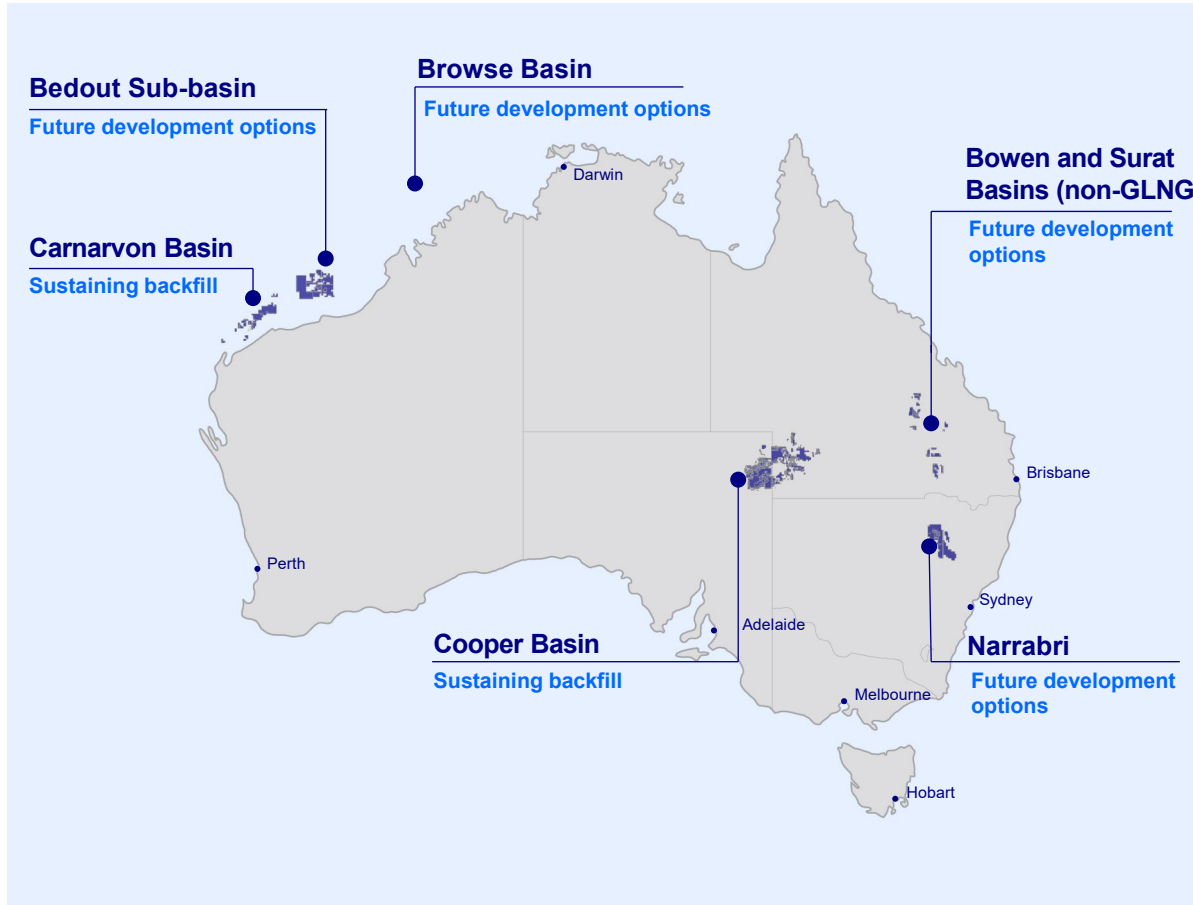 Browse Basin
Future development options
Bedout Sub-basin
Future development options
Carnarvon Basin
Sustaining backfill
Bowen and Surat
Basins (non-GLNG
Future development
options
Darwin
Brisbane
Perth
Sydney
Adelaide
Cooper Basin
Sustaining backfill
Narrabri
Future development
options
Melbourne
Hobart